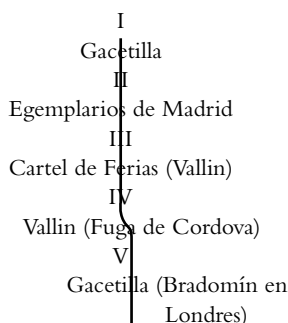 I
Gacetilla
II
Egemplarios de Madrid
III
Cartel de Ferias (Vallin)
IV
Vallin (Fuga de Cordova)
V
Gacetilla (Bradomín en
Londres)